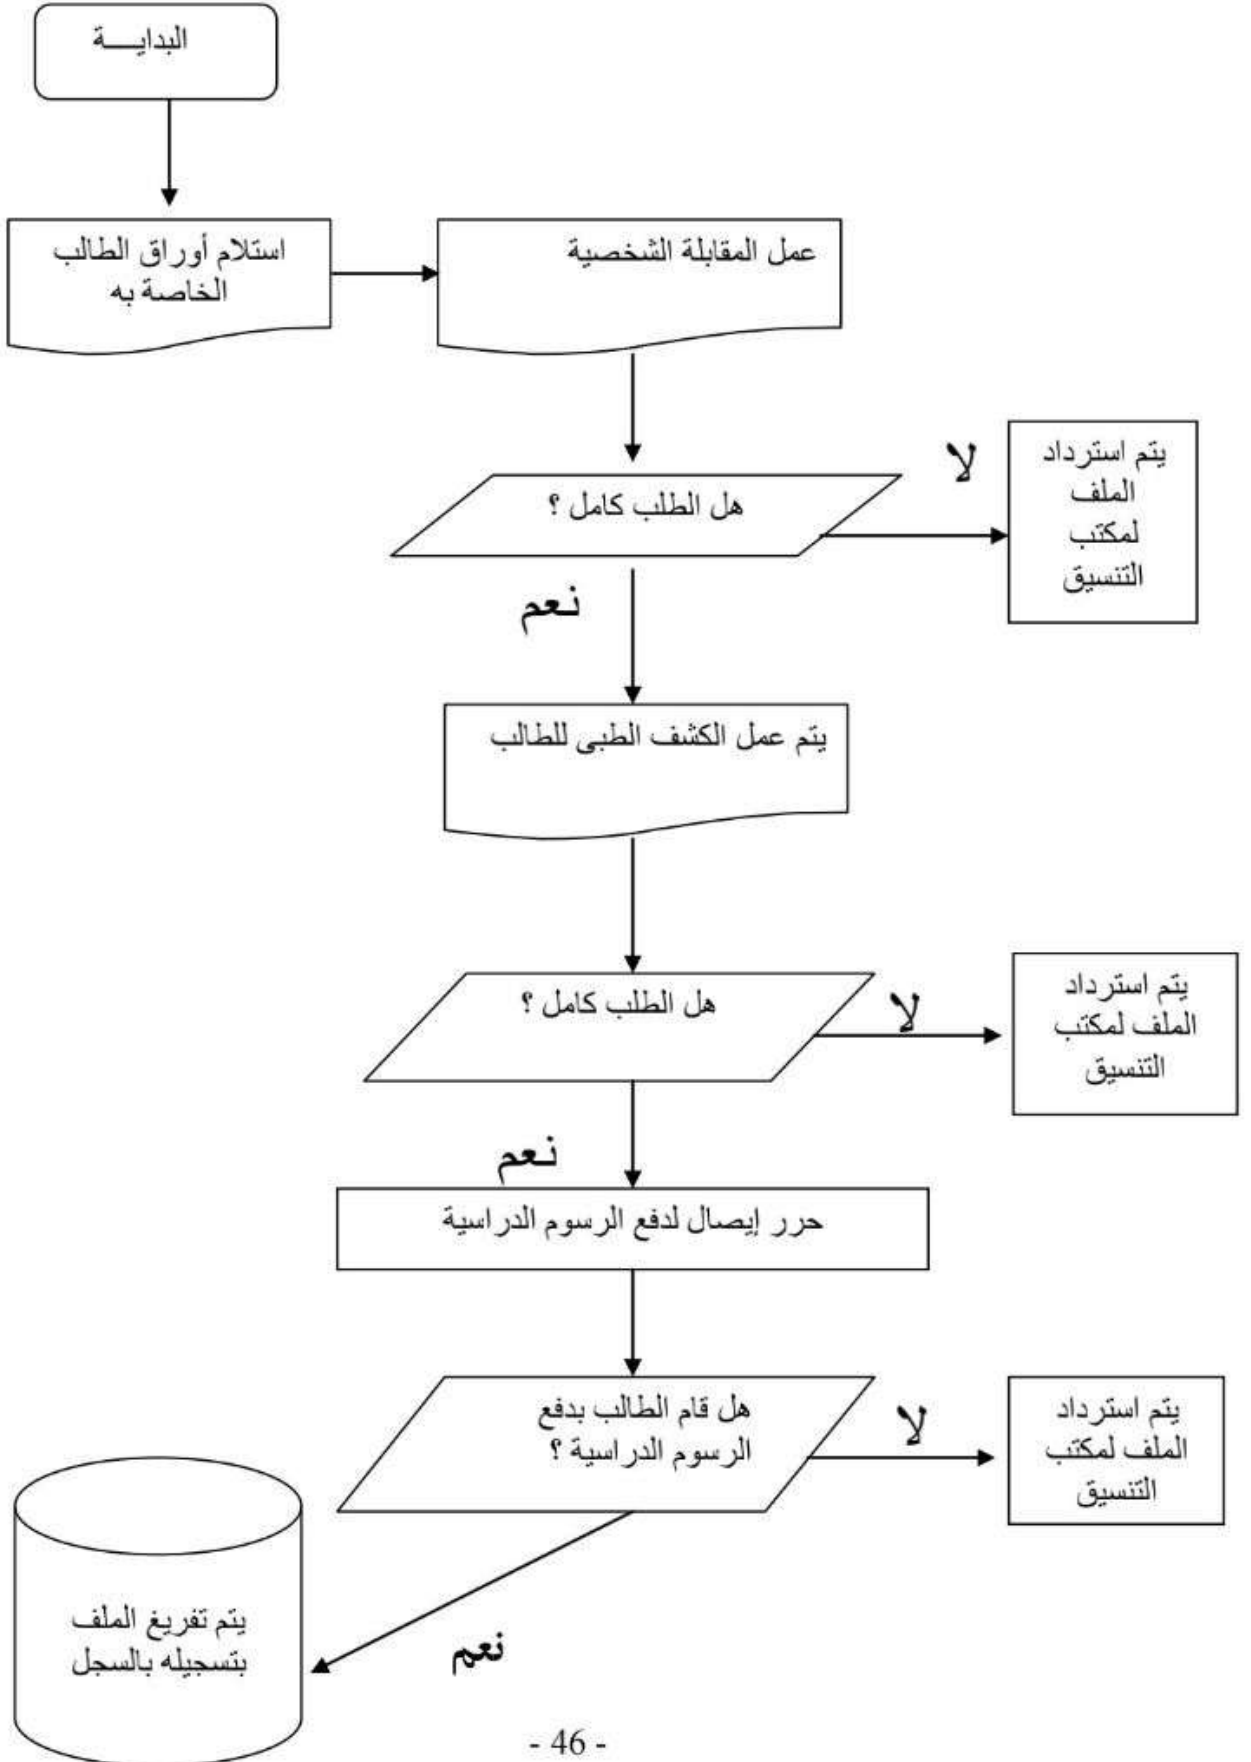 البدايـــة
استلام أوراق الطالب
الخاصة به
عمل المقابلة الشخصية
هل الطلب كامل ؟
لا
يتم استرداد
الملف
لمكتب
التنسيق
نعم
يتم عمل الكشف الطبى للطالب
هل الطلب كامل ؟
لا
يتم استرداد
الملف لمكتب
التنسيق
نعم
حرر إيصال لدفع الرسوم الدراسية
هل قام الطالب بدفع
الرسوم الدراسية ؟
لا
يتم استرداد
الملف لمكتب
التنسيق
نعم
يتم تفريغ الملف
بتسجيله بالسجل
- 46 -